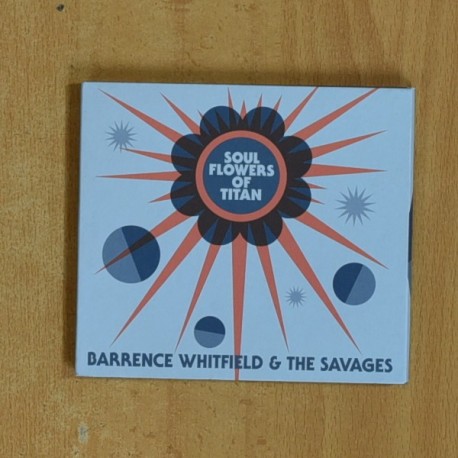 SOUL
FLOWERS
OF
TITAN
BARRENCE WHITFIELD & THE SAVAGES